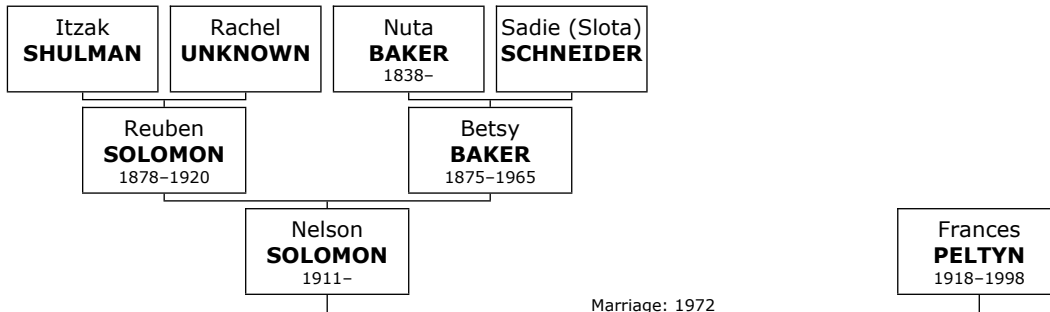 Itzak
SHULMAN
Rachel
UNKNOWN
Nuta
BAKER
1838–
Sadie (Slota)
SCHNEIDER
Reuben
SOLOMON
1878–1920
Betsy
BAKER
1875–1965
Nelson
SOLOMON
1911–
Frances
PELTYN
1918–1998
Marriage: 1972